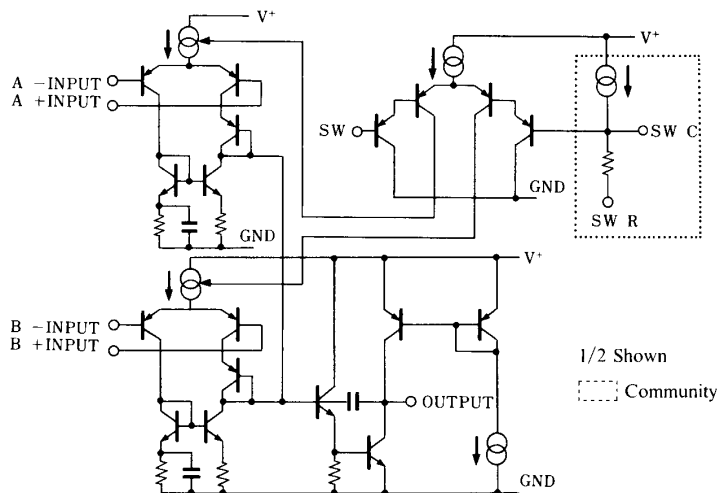 V⁺
A −INPUT
A +INPUT
GND
V⁺
SW
SW C
GND
SW R
V⁺
B −INPUT
B +INPUT
OUTPUT
GND
1/2 Shown
Community